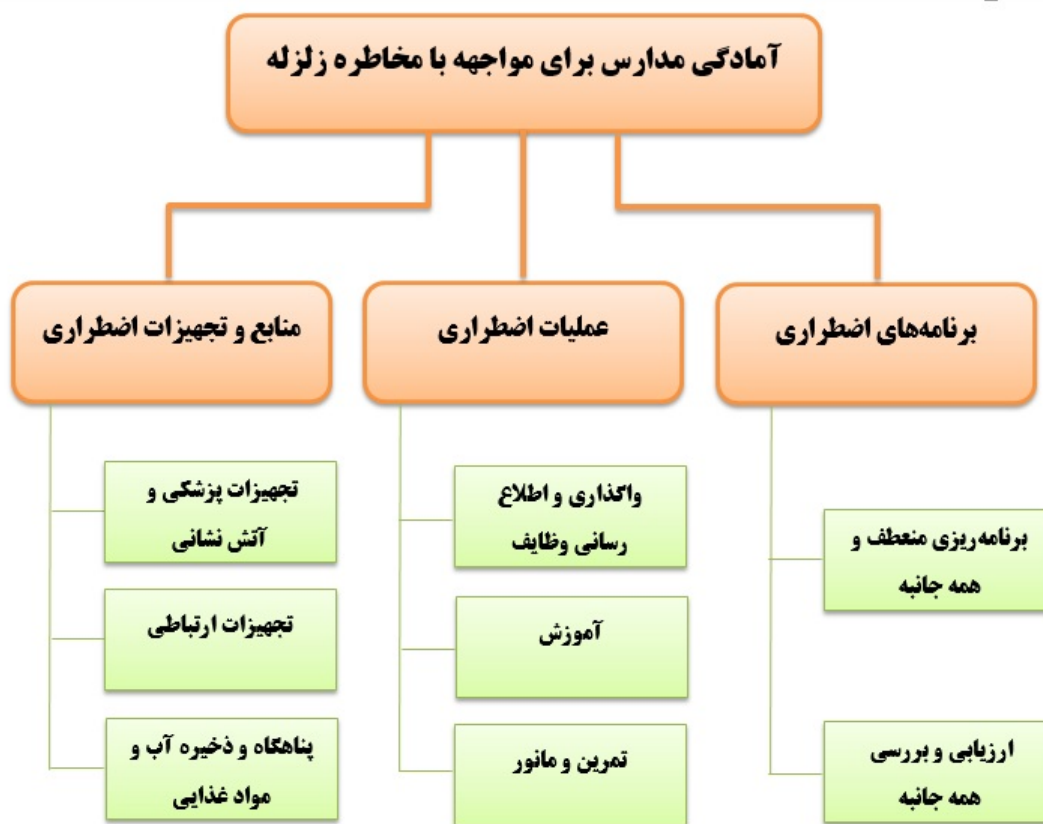 آمادگی مدارس برای مواجهه با مخاطره زلزله
برنامه‌های اضطراری
عملیات اضطراری
منابع و تجهیزات اضطراری
برنامه‌ریزی منعطف و
همه جانبه
ارزیابی و بررسی
همه جانبه
واگذاری و اطلاع
رسانی وظایف
آموزش
تمرین و مانور
تجهیزات پزشکی و
آتش نشانی
تجهیزات ارتباطی
پناهگاه و ذخیره آب و
مواد غذایی